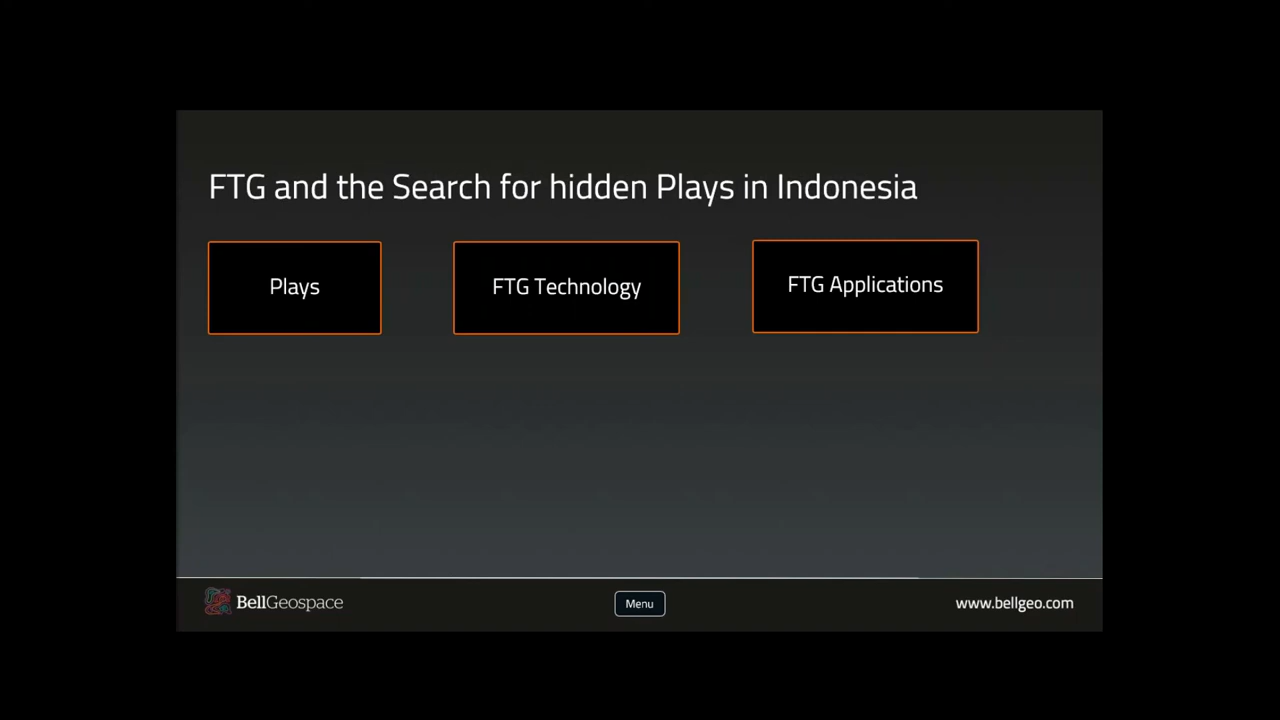 FTG and the Search for hidden Plays in Indonesia
Plays
FTG Technology
FTG Applications
BellGeospace
Menu
www.bellgeo.com